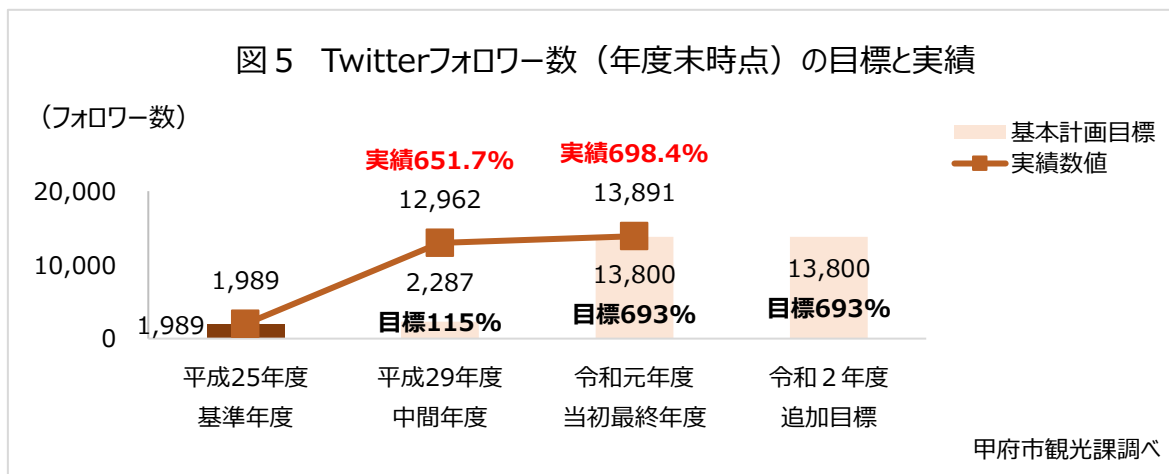 図5 Twitterフォロワー数（年度末時点）の目標と実績
（フォロワー数）
基本計画目標
実績数値
実績651.7%
実績698.4%
20,000
12,962
13,891
10,000
1,989
2,287
13,800
13,800
1,989
目標115%
目標693%
目標693%
0
平成25年度
平成29年度
令和元年度
令和２年度
基準年度
中間年度
当初最終年度
追加目標
甲府市観光課調べ